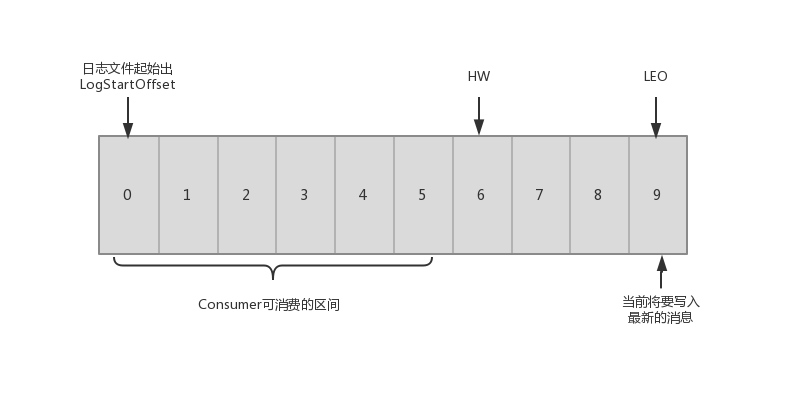 日志文件起始出
LogStartOffset
HW
LEO
0 1 2 3 4 5 6 7 8 9
Consumer可消费的区间
当前将要写入
最新的消息